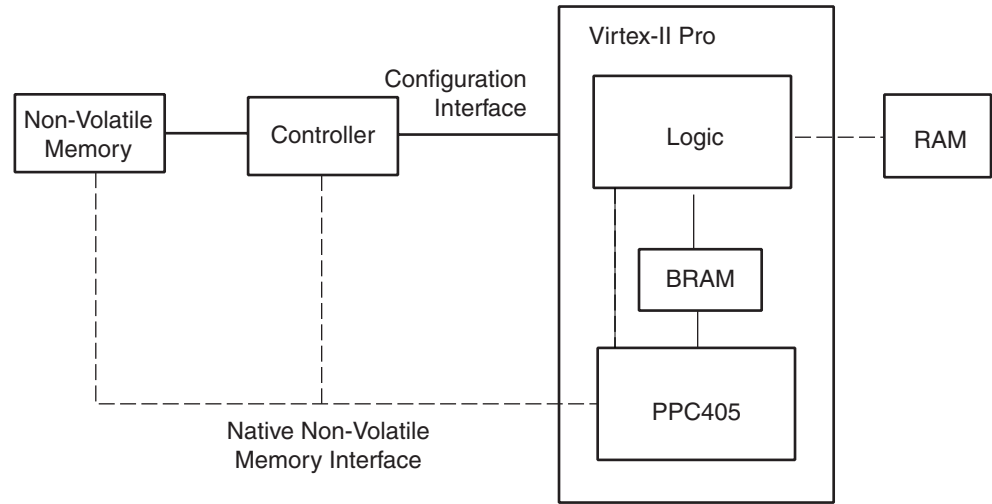 Virtex-II Pro
Configuration
Interface
Non-Volatile
Memory
Controller
Logic
RAM
BRAM
PPC405
Native Non-Volatile
Memory Interface